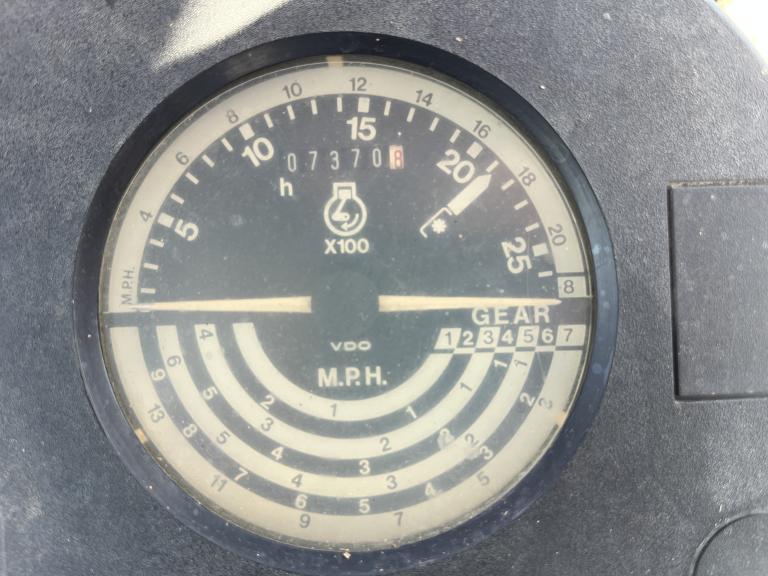 8 10 12 14 16 18 20
6
4
M.P.H.
5 10 15 20 25
073708
h
X100
8
GEAR
1 2 3 4 5 6 7
VDO
M.P.H.
4 6
9 5 2 1 1 1 1 1 2
13 8 5 3 2 2 3
7 4 3 3 2 5
11 6 4 5 4 7
9